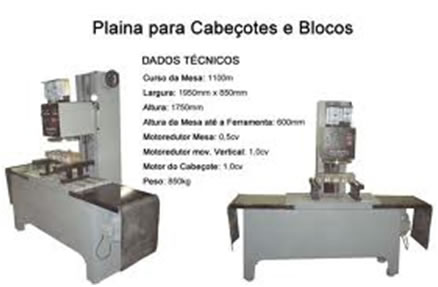 Plaina para Cabeçotes e Blocos
DADOS TÉCNICOS
Curso da Mesa: 1100m
Largura: 1950mm x 850mm
Altura: 1750mm
Altura da Mesa até a Ferramenta: 600mm
Motoredutor Mesa: 0,5cv
Motoredutor mov. Vertical: 1,0cv
Motor do Cabeçote: 1,0cv
Peso: 850kg